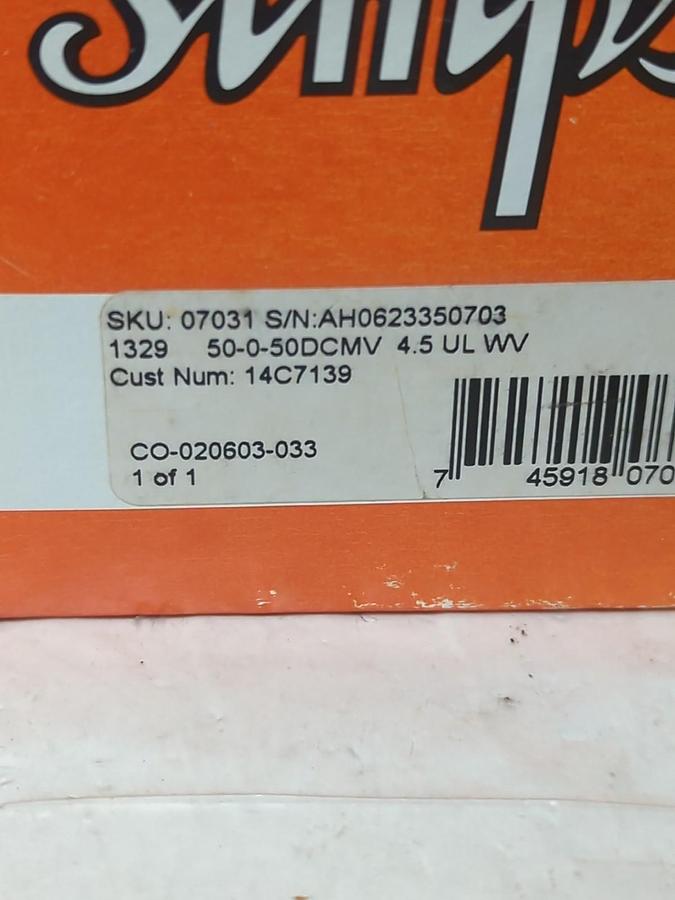 SKU: 07031 S/N:AH0623350703
1329 50-0-50DCMV 4.5 UL WV
Cust Num: 14C7139
CO-020603-033
1 of 1
7 45918 070